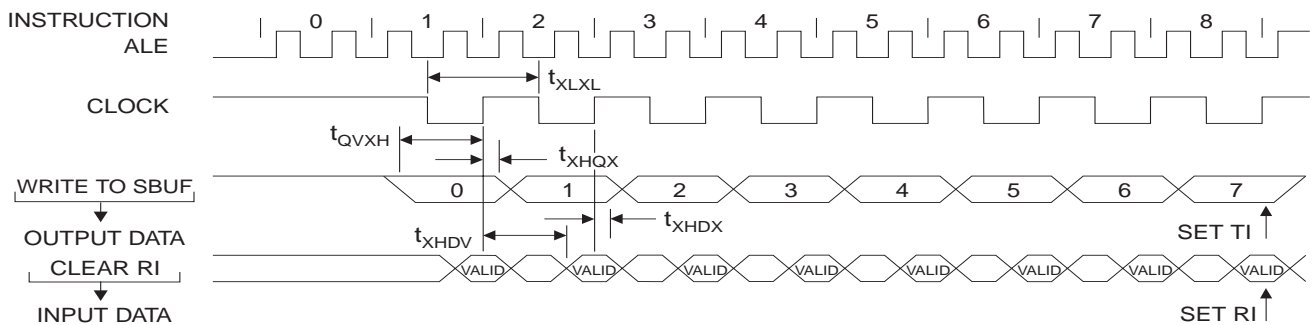 INSTRUCTION 0 1 2 3 4 5 6 7 8
ALE
tXLXL
CLOCK
tQVXH
tXHQX
WRITE TO SBUF 0 1 2 3 4 5 6 7
tXHDX
tXHDV
SET TI
OUTPUT DATA
CLEAR RI VALID VALID VALID VALID VALID VALID VALID VALID
INPUT DATA
SET RI